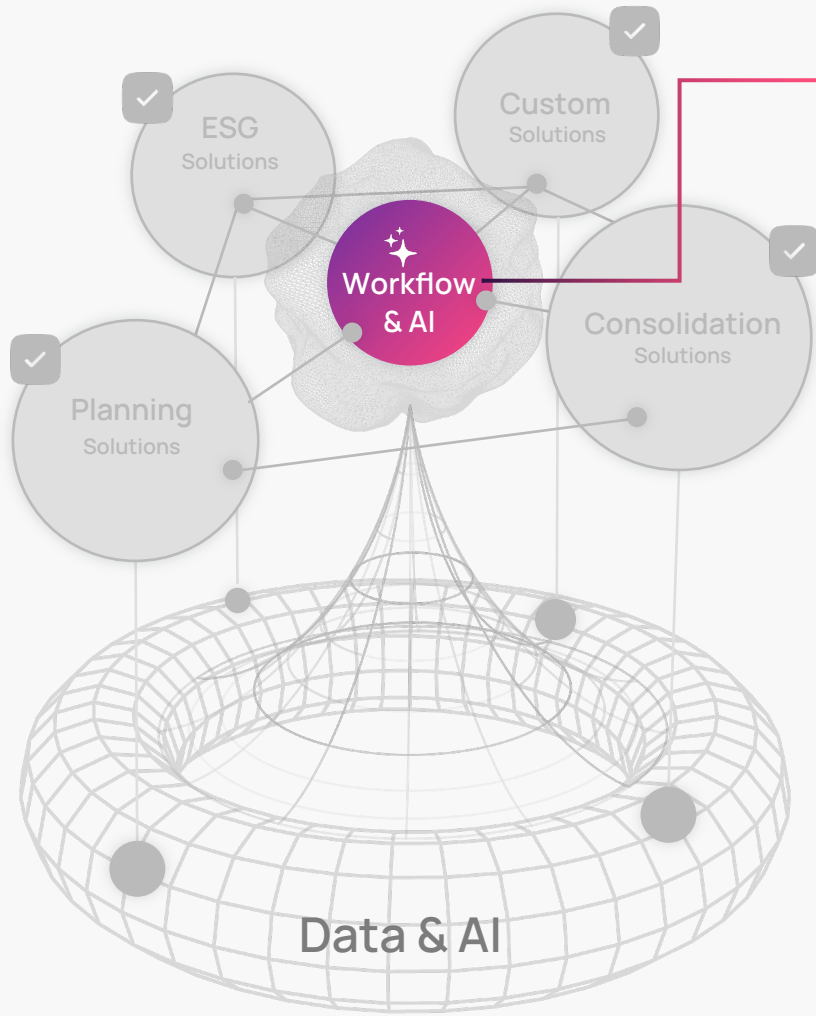 Custom
Solutions
ESG
Solutions
Workflow
& AI
Consolidation
Solutions
Planning
Solutions
Data & AI